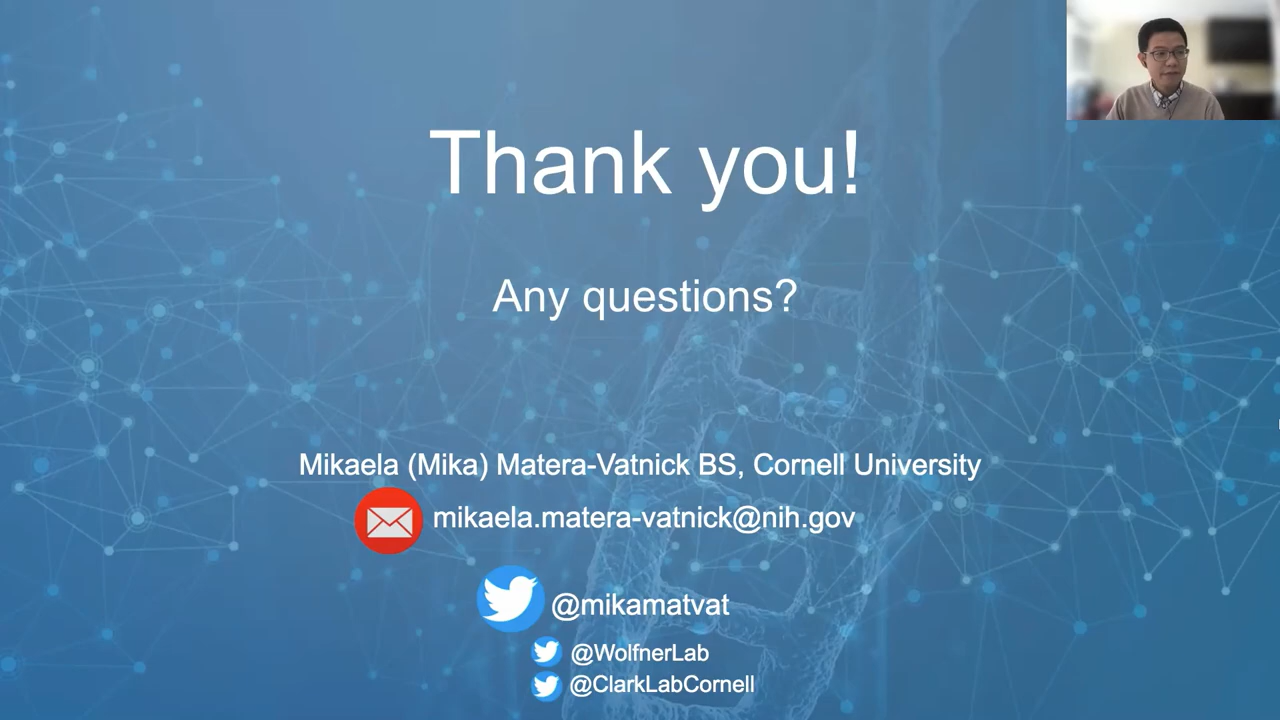 Thank you!
Any questions?
Mikaela (Mika) Matera-Vatnick BS, Cornell University
mikaela.matera-vatnick@nih.gov
@mikamatvat
@WolfnerLab
@ClarkLabCornell